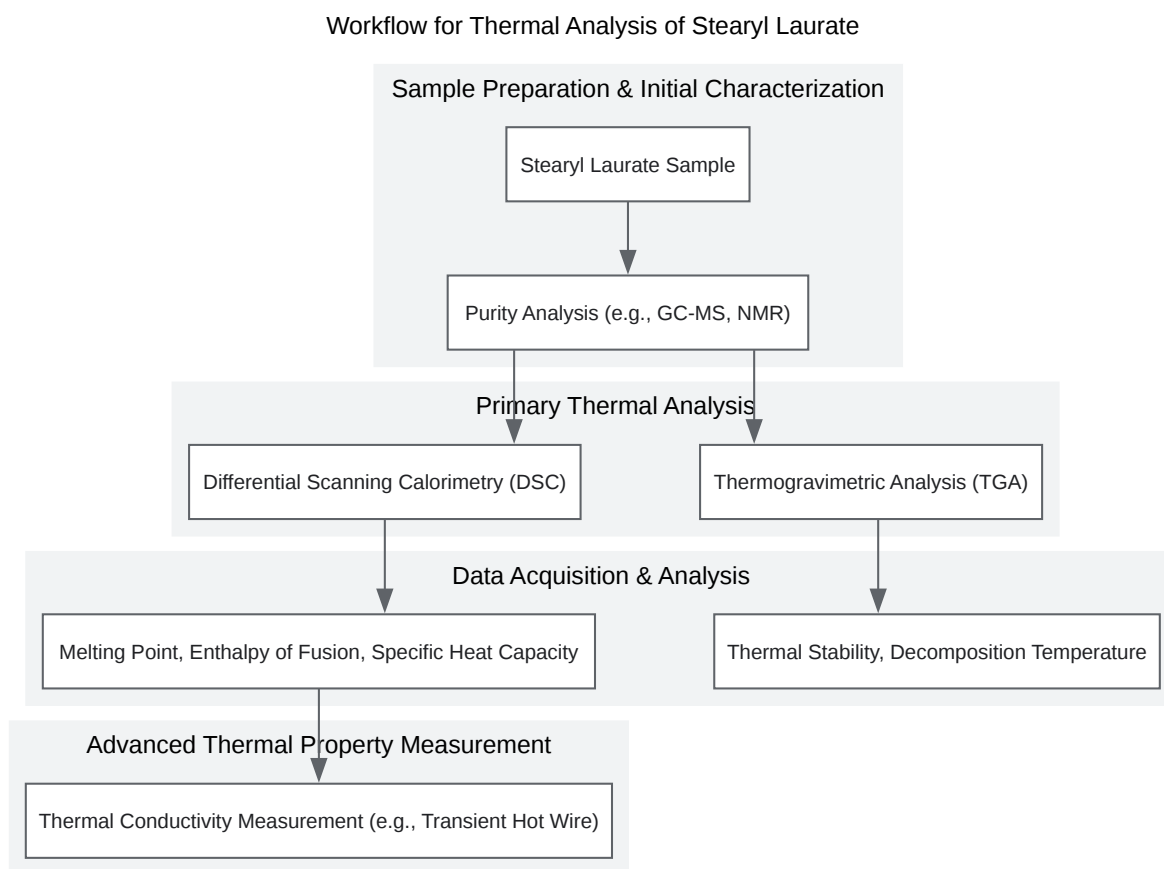 Workflow for Thermal Analysis of Stearyl Laurate
Sample Preparation & Initial Characterization
Stearyl Laurate Sample
Purity Analysis (e.g., GC-MS, NMR)
Primary Thermal Analysis
Differential Scanning Calorimetry (DSC)
Thermogravimetric Analysis (TGA)
Data Acquisition & Analysis
Melting Point, Enthalpy of Fusion, Specific Heat Capacity
Thermal Stability, Decomposition Temperature
Advanced Thermal Property Measurement
Thermal Conductivity Measurement (e.g., Transient Hot Wire)